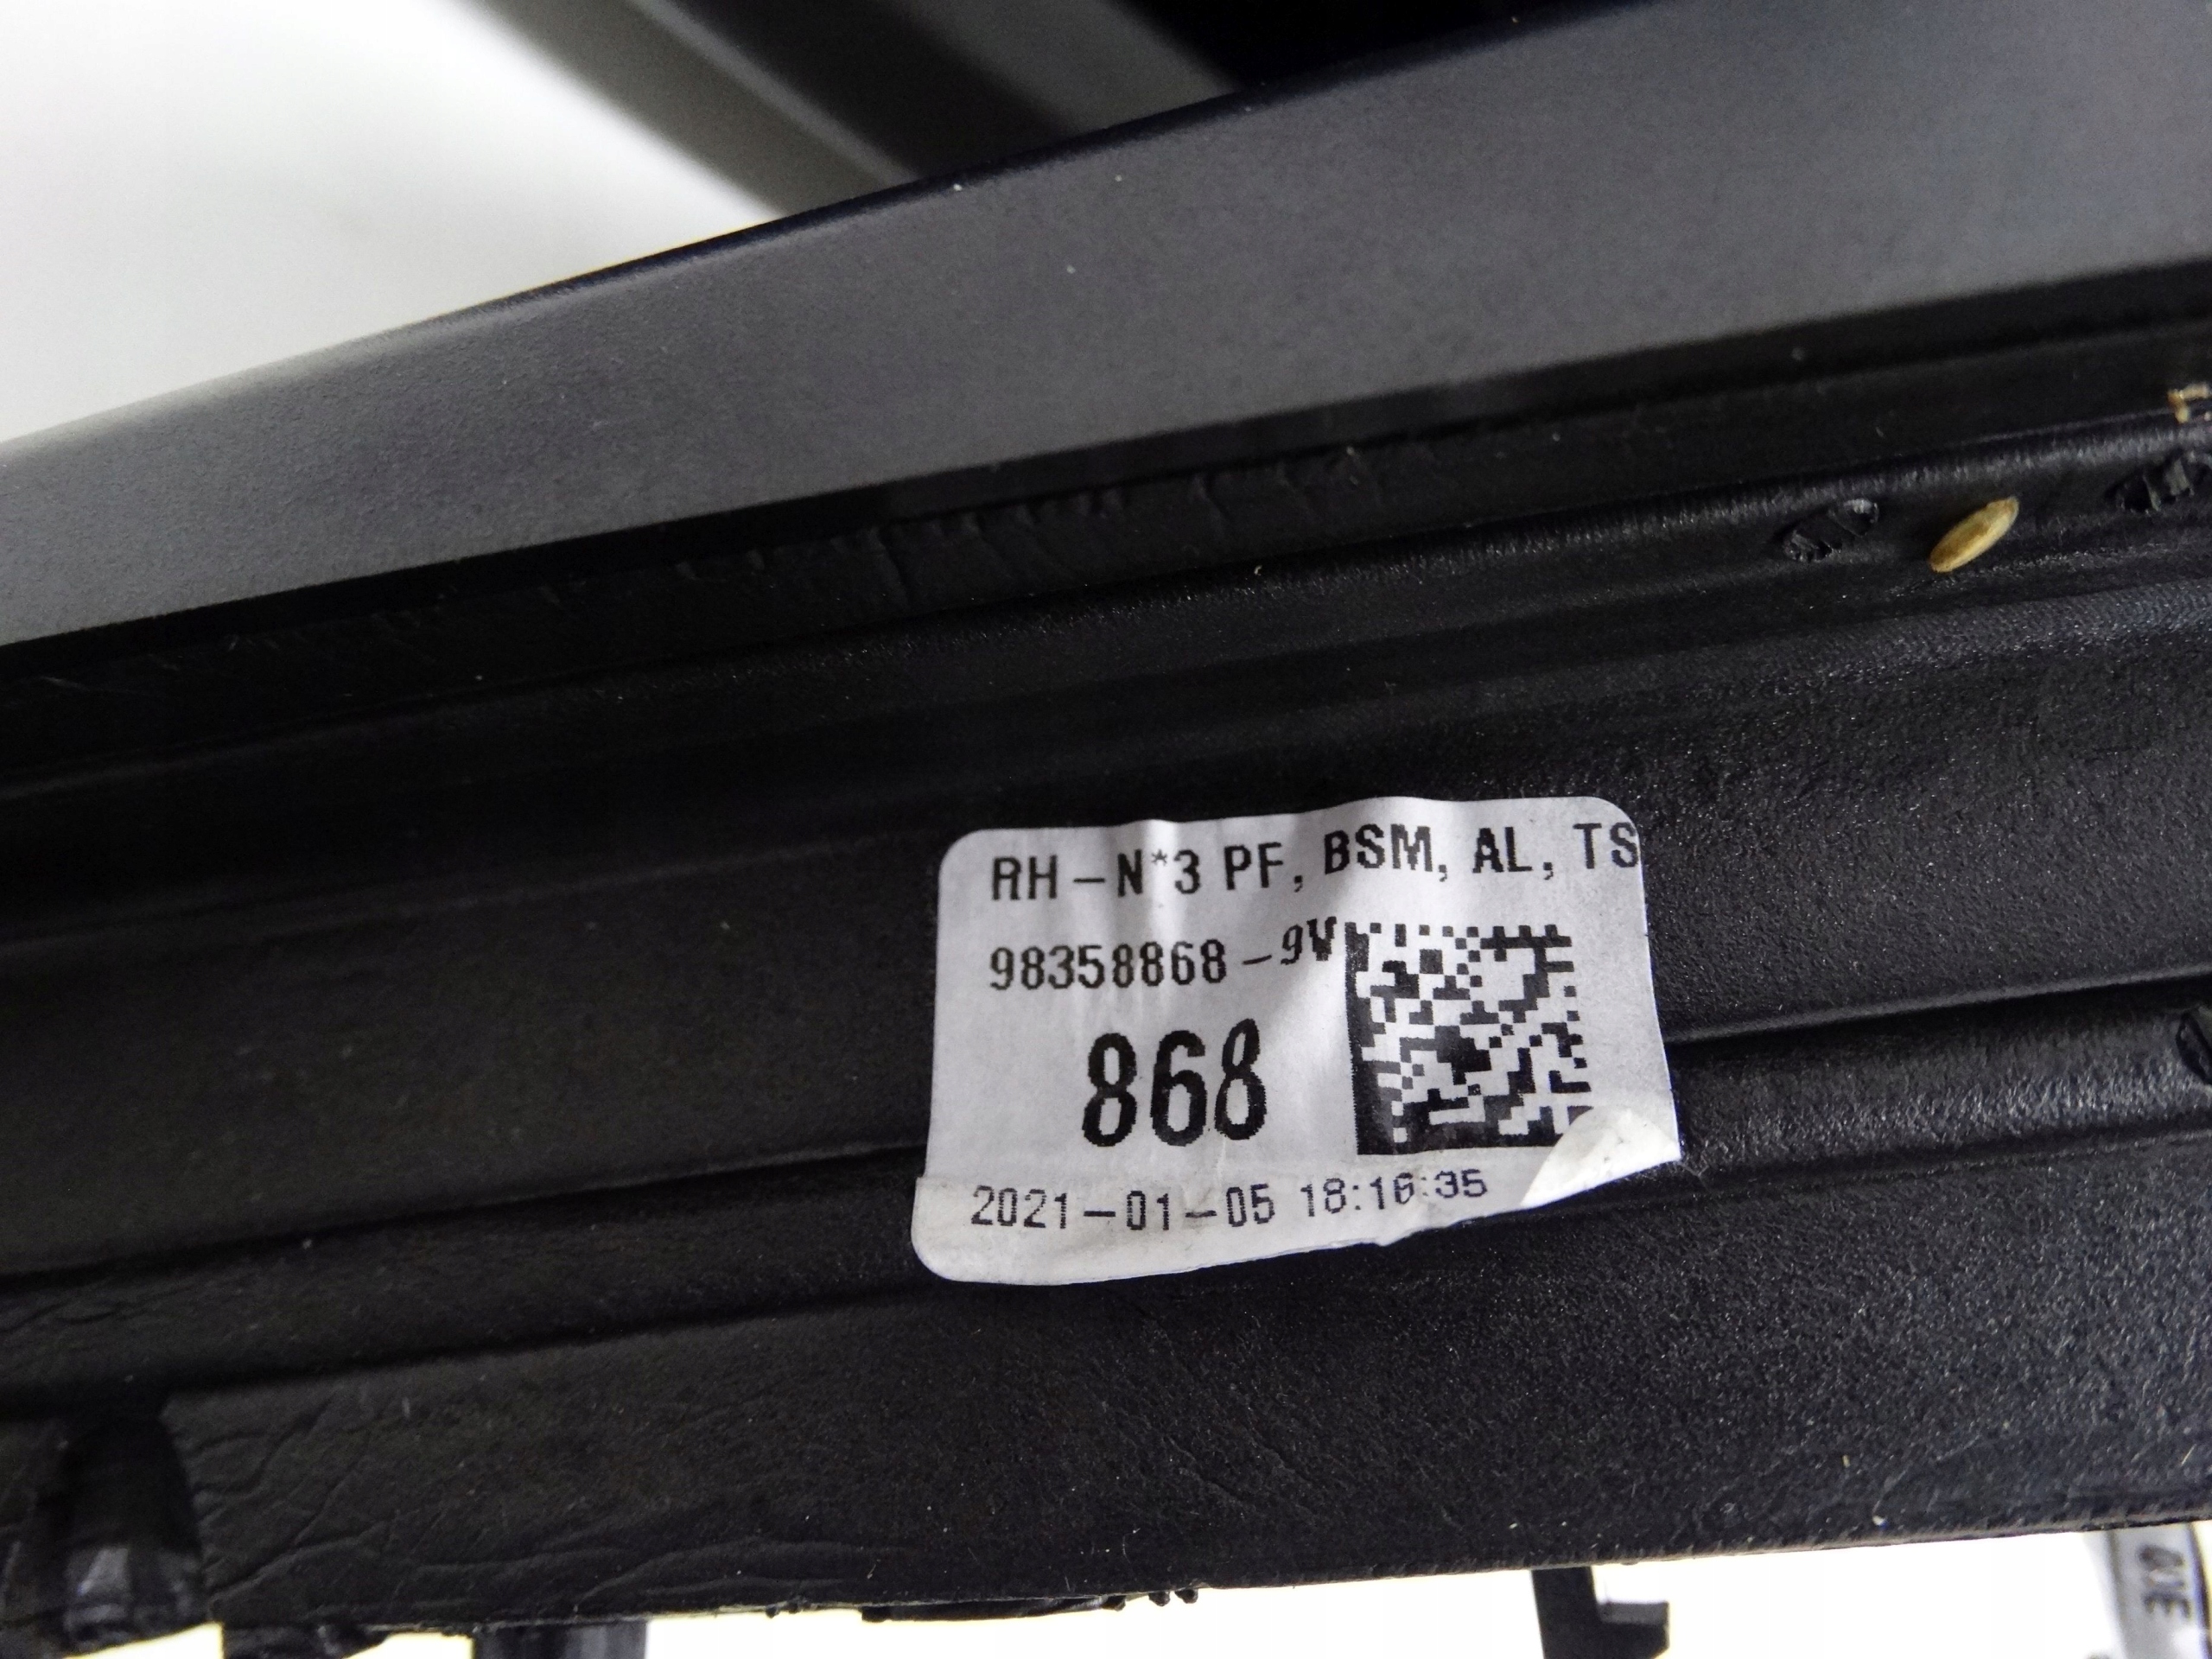 RH-N*3 PF, BSM, AL, TS
98358868-9V
868
2021-01-05 18:16:35